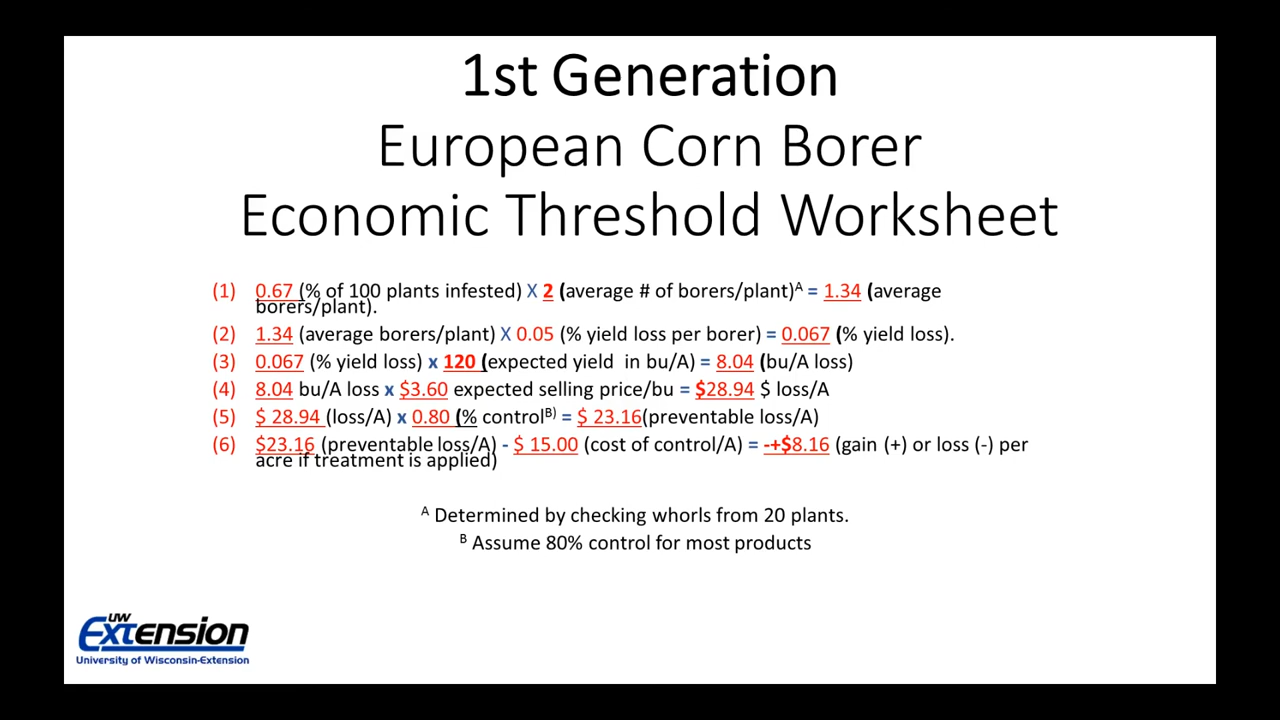 1st Generation
European Corn Borer
Economic Threshold Worksheet
(1) 0.67 (% of 100 plants infested) X 2 (average # of borers/plant)A = 1.34 (average
borers/plant).
(2) 1.34 (average borers/plant) X 0.05 (% yield loss per borer) = 0.067 (% yield loss).
(3) 0.067 (% yield loss) x 120 (expected yield in bu/A) = 8.04 (bu/A loss)
(4) 8.04 bu/A loss x $3.60 expected selling price/bu = $28.94 $ loss/A
(5) $ 28.94 (loss/A) x 0.80 (% controlB) = $ 23.16(preventable loss/A)
(6) $23.16 (preventable loss/A) - $ 15.00 (cost of control/A) = -+$8.16 (gain (+) or loss (-) per
acre if treatment is applied)
A Determined by checking whorls from 20 plants.
B Assume 80% control for most products
UW
Extension
University of Wisconsin-Extension